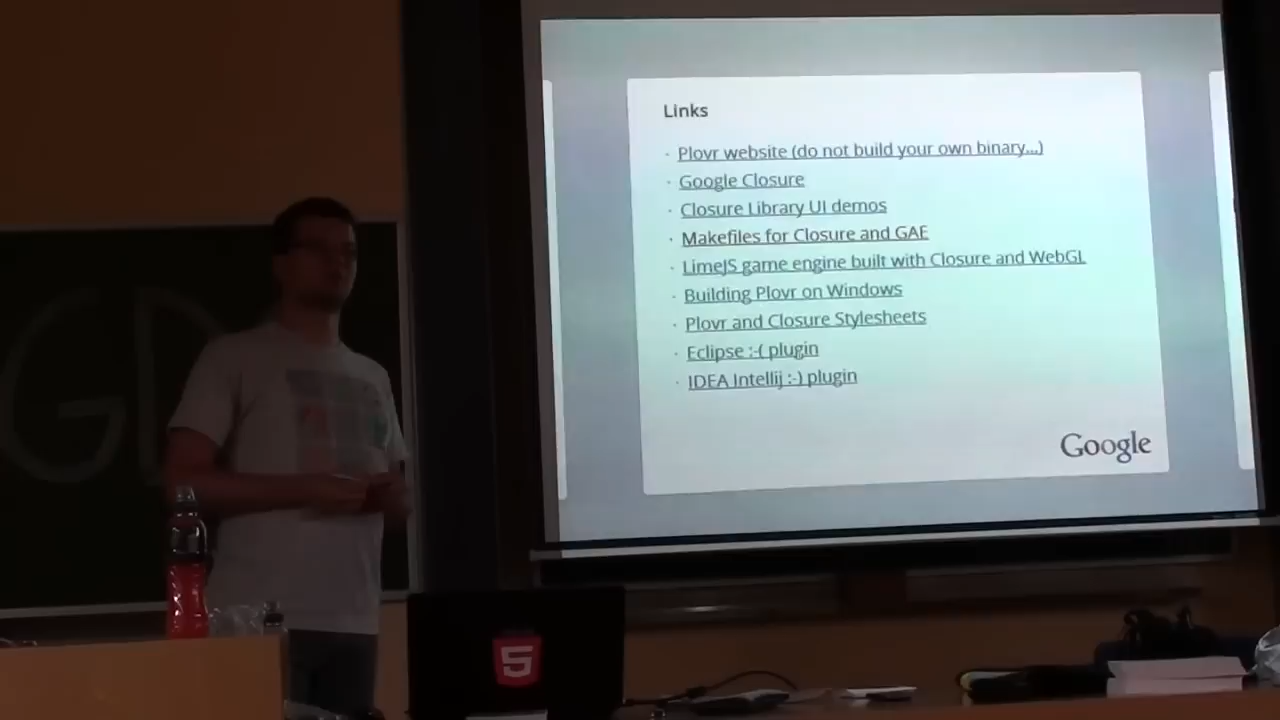 Links
· Plovr website (do not build your own binary...)
· Google Closure
· Closure Library UI demos
· Makefiles for Closure and GAE
· LimeJS game engine built with Closure and WebGL
· Building Plovr on Windows
· Plovr and Closure Stylesheets
· Eclipse :-( plugin
· IDEA Intellij :-) plugin
Google
GD
5